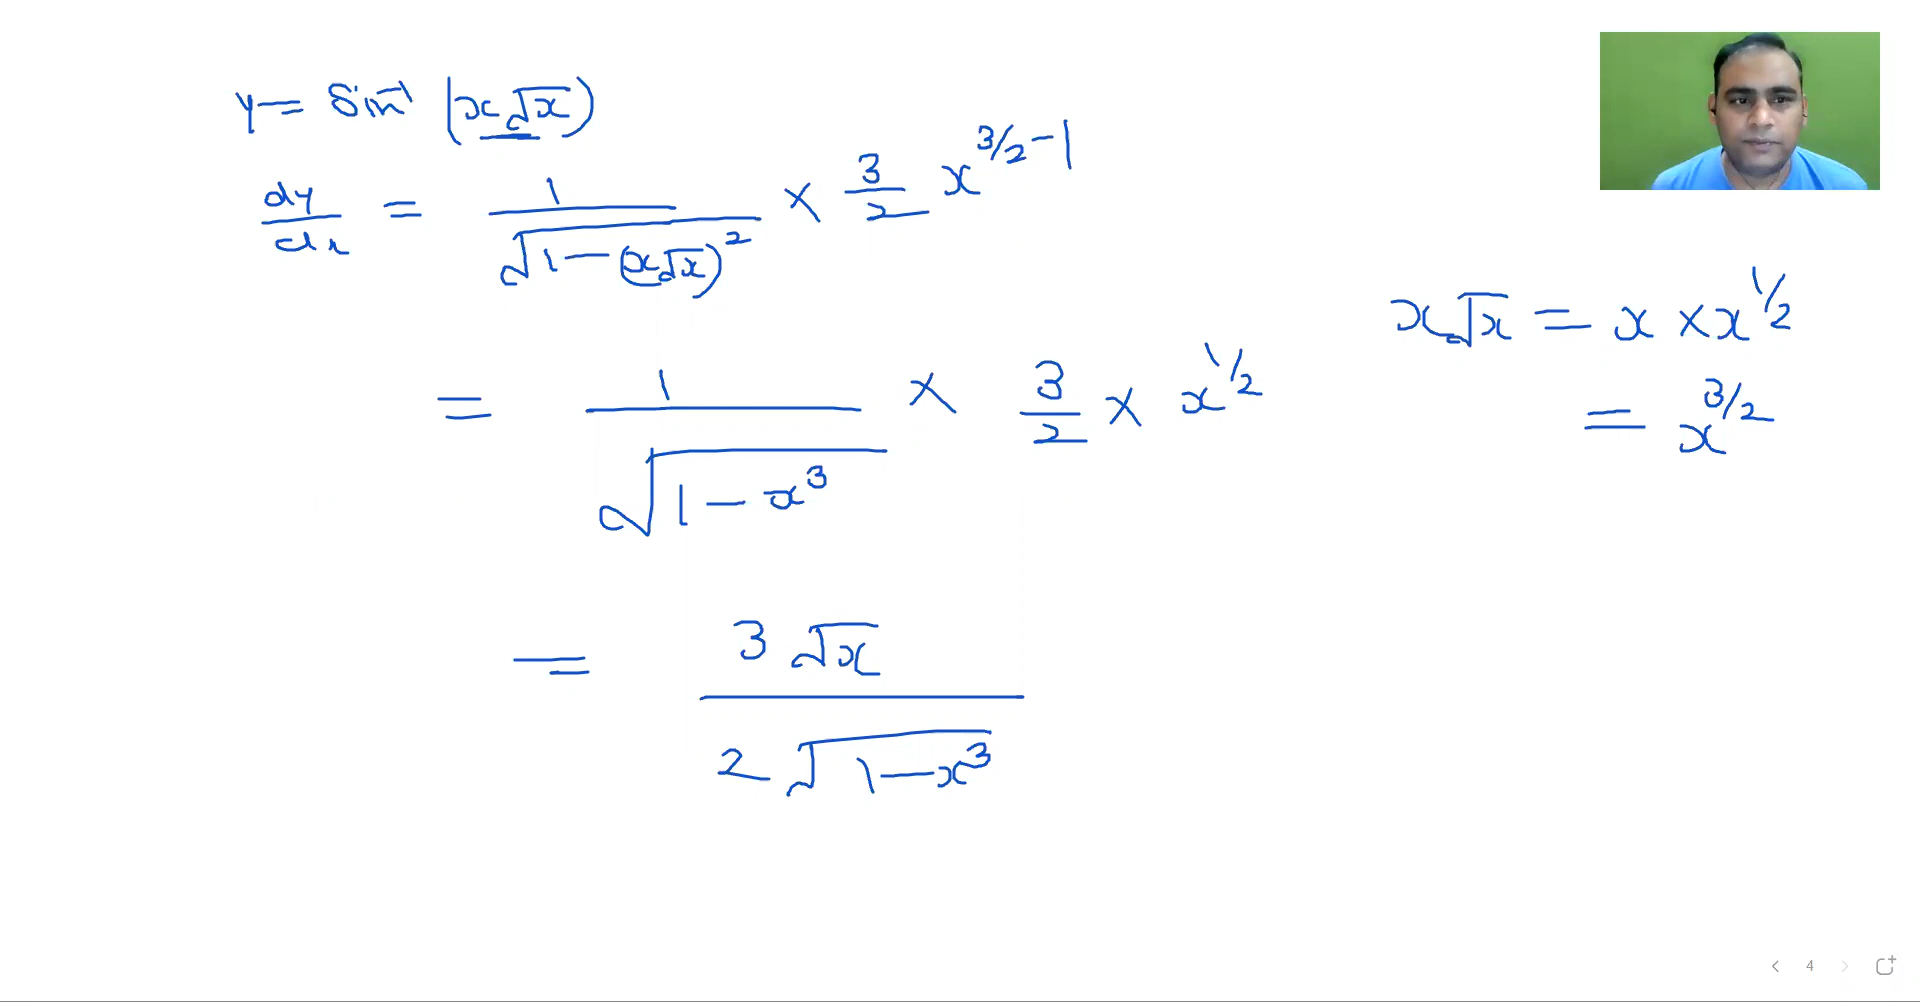 y = sin⁻¹ (x√x)
dy/dx = 1/√(1 − (x√x)²) × 3/2 x^(3/2 − 1)
= 1/√(1 − x³) × 3/2 × x^(1/2)
= 3√x / 2√(1 − x³)
x√x = x × x^(1/2)
= x^(3/2)
4